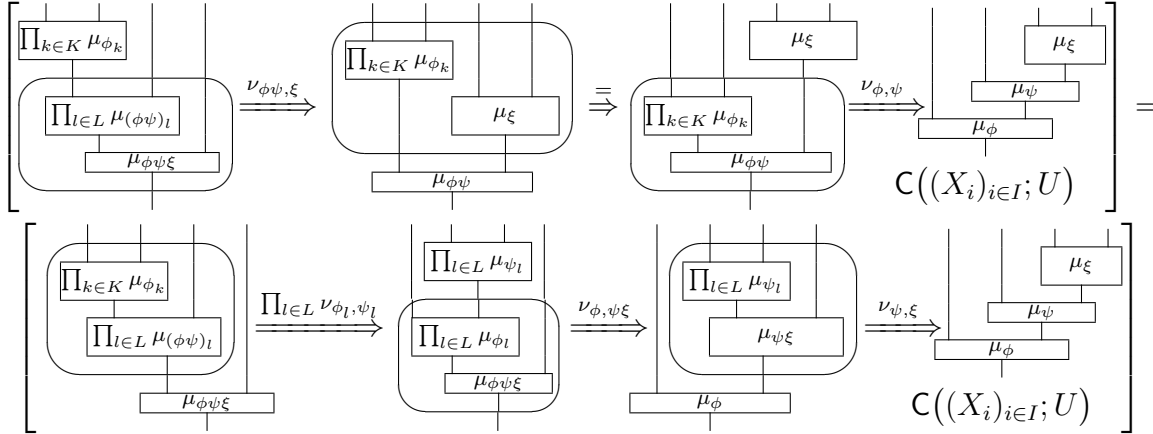 ∏_{k∈K} μ_{φ_k} ∏_{l∈L} μ_{(φψ)_l} μ_{φψξ} ν_{φψ,ξ} ⟹ ∏_{k∈K} μ_{φ_k} μ_ξ μ_{φψ} =⟹ μ_ξ ∏_{k∈K} μ_{φ_k} μ_{φψ} ν_{φ,ψ} ⟹ μ_ξ μ_ψ μ_φ =
C((X_i)_{i∈I}; U)
∏_{k∈K} μ_{φ_k} ∏_{l∈L} μ_{(φψ)_l} μ_{φψξ} ∏_{l∈L} ν_{φ_l,ψ_l} ⟹ ∏_{l∈L} μ_{ψ_l} ∏_{l∈L} μ_{φ_l} μ_{φψξ} ν_{φ,ψξ} ⟹ ∏_{l∈L} μ_{ψ_l} μ_{ψξ} μ_φ ν_{ψ,ξ} ⟹ μ_ξ μ_ψ μ_φ
C((X_i)_{i∈I}; U)